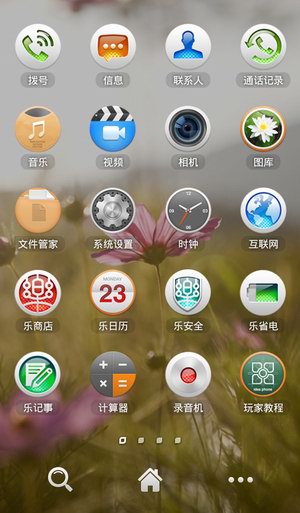 拨号 信息 联系人 通话记录
音乐 视频 相机 图库
文件管家 系统设置 时钟 互联网
MONDAY
23
乐商店 乐日历 乐安全 乐省电
idea phone
乐记事 计算器 录音机 玩家教程